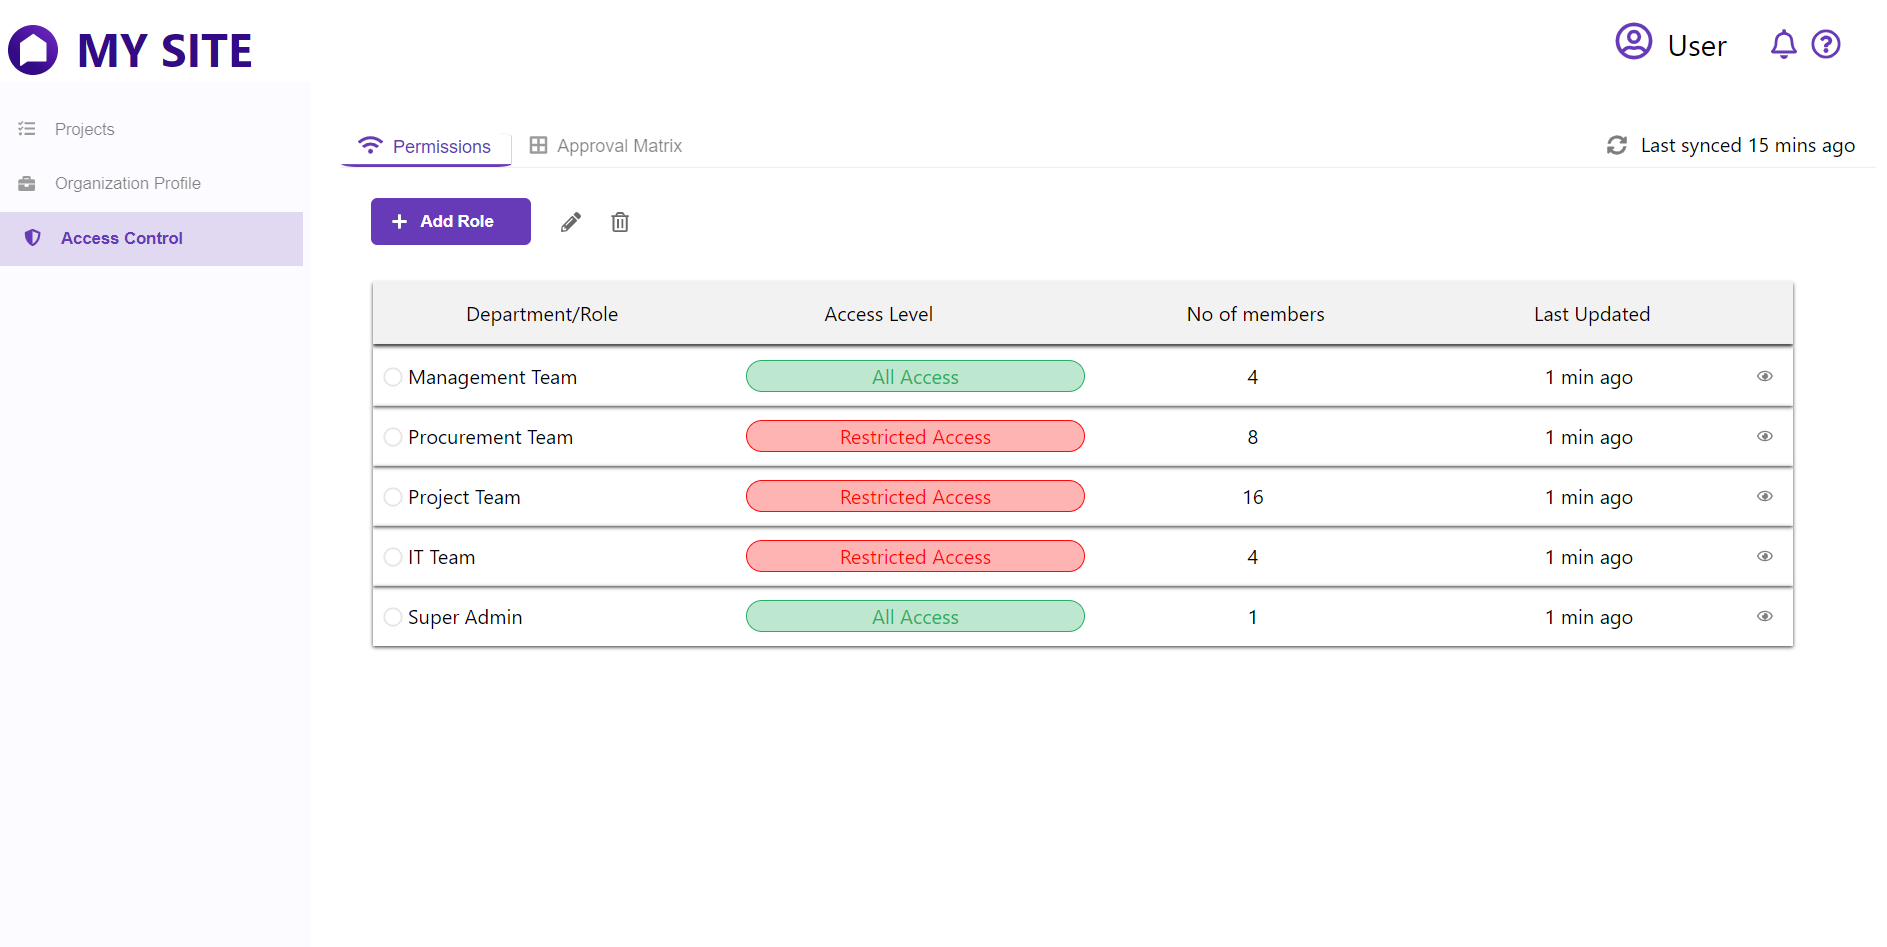 MY SITE
User
Projects
Organization Profile
Access Control
Permissions
Approval Matrix
Last synced 15 mins ago
Add Role
Department/Role Access Level No of members Last Updated
Management Team All Access 4 1 min ago
Procurement Team Restricted Access 8 1 min ago
Project Team Restricted Access 16 1 min ago
IT Team Restricted Access 4 1 min ago
Super Admin All Access 1 1 min ago